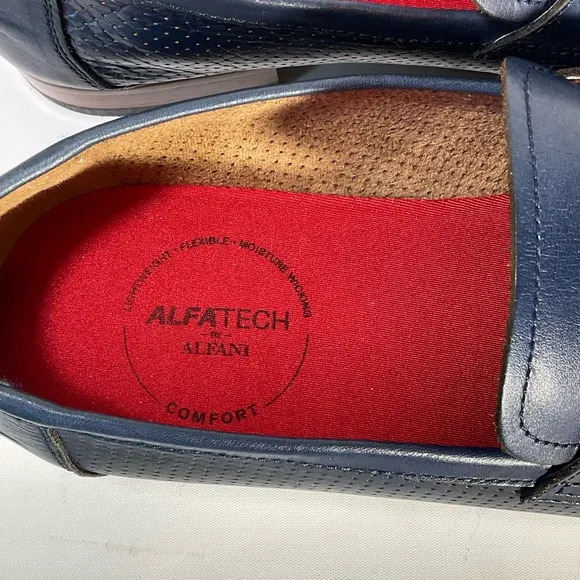 LIGHTWEIGHT · FLEXIBLE · MOISTURE WICKING
ALFATECH
BY
ALFANI
COMFORT